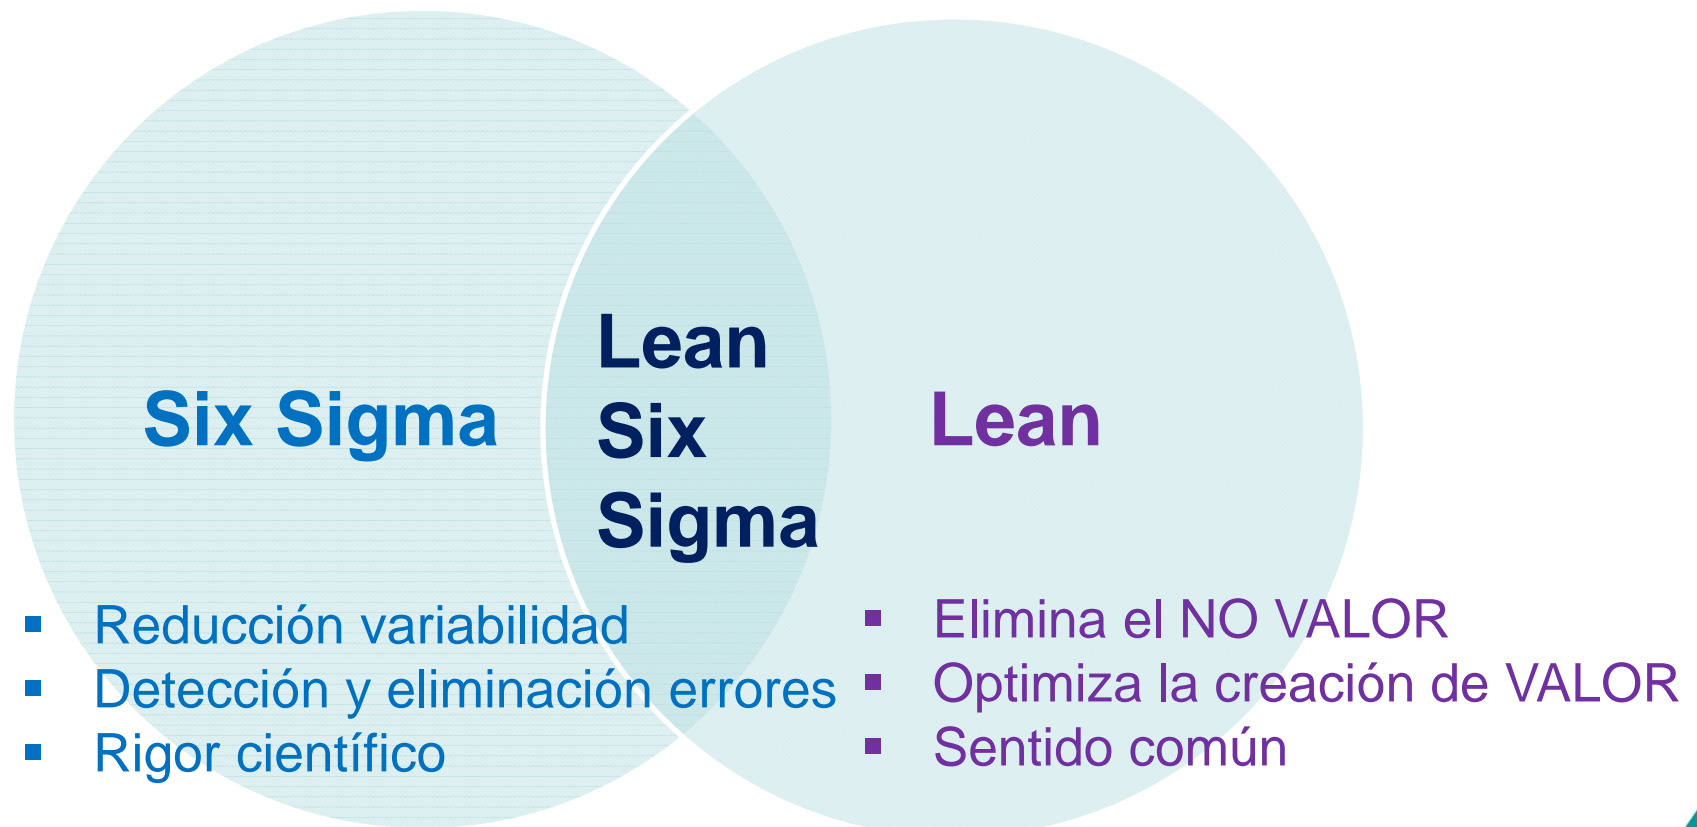 Six Sigma
Lean
Six
Sigma
Lean
▪ Reducción variabilidad
▪ Detección y eliminación errores
▪ Rigor científico
▪ Elimina el NO VALOR
▪ Optimiza la creación de VALOR
▪ Sentido común